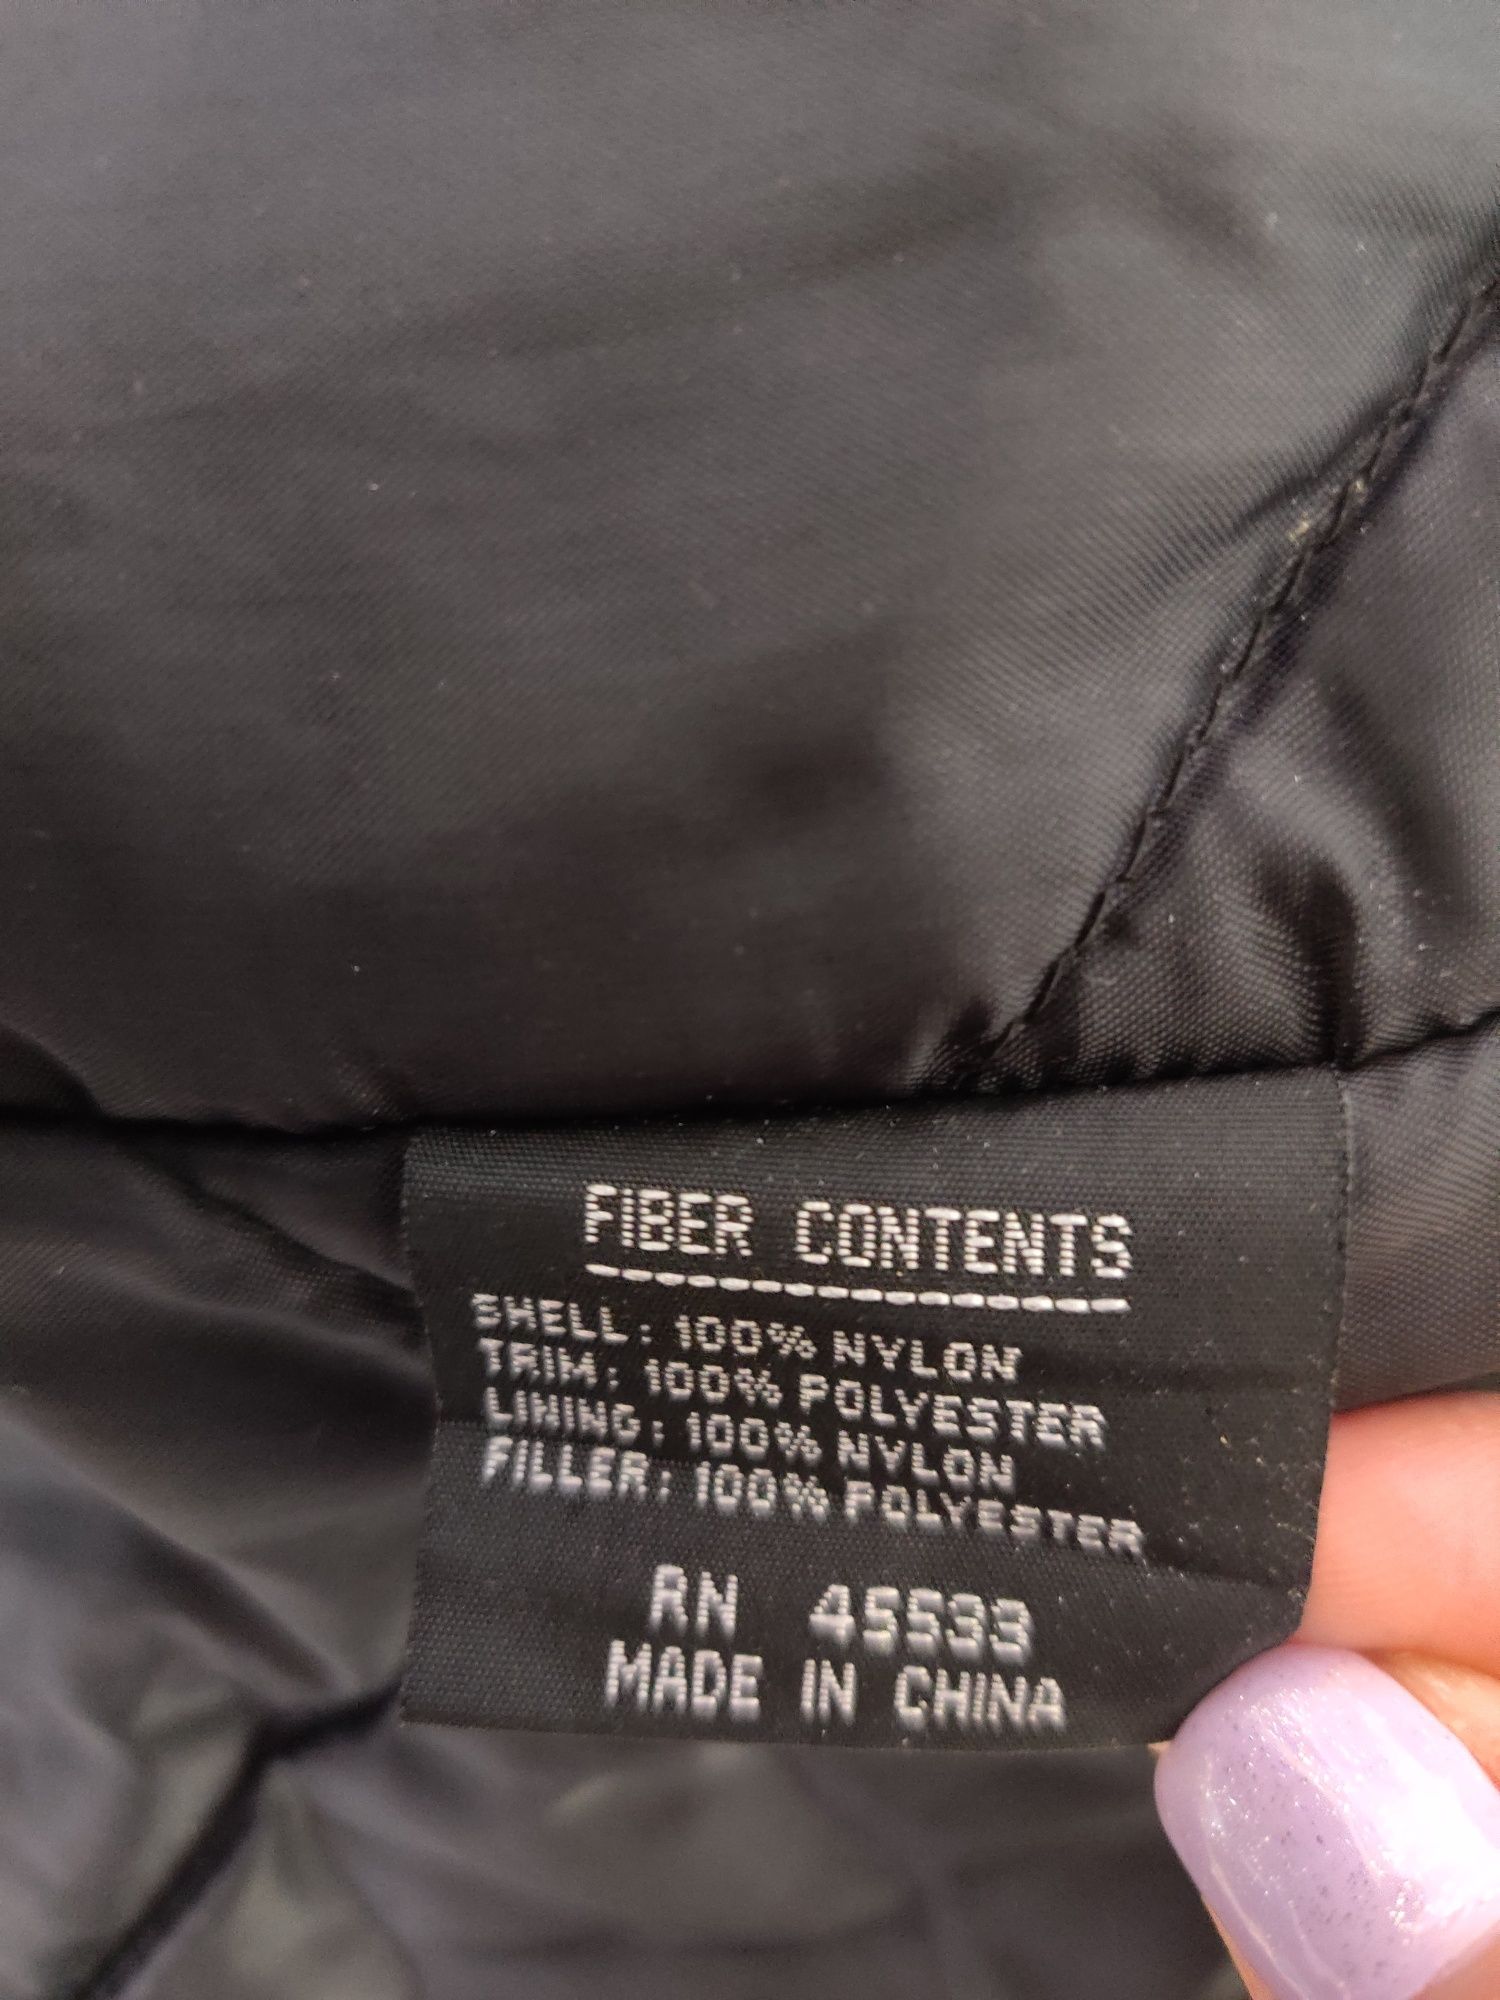 FIBER CONTENTS
SHELL: 100% NYLON
TRIM: 100% POLYESTER
LINING: 100% NYLON
FILLER: 100% POLYESTER
RN 45533
MADE IN CHINA